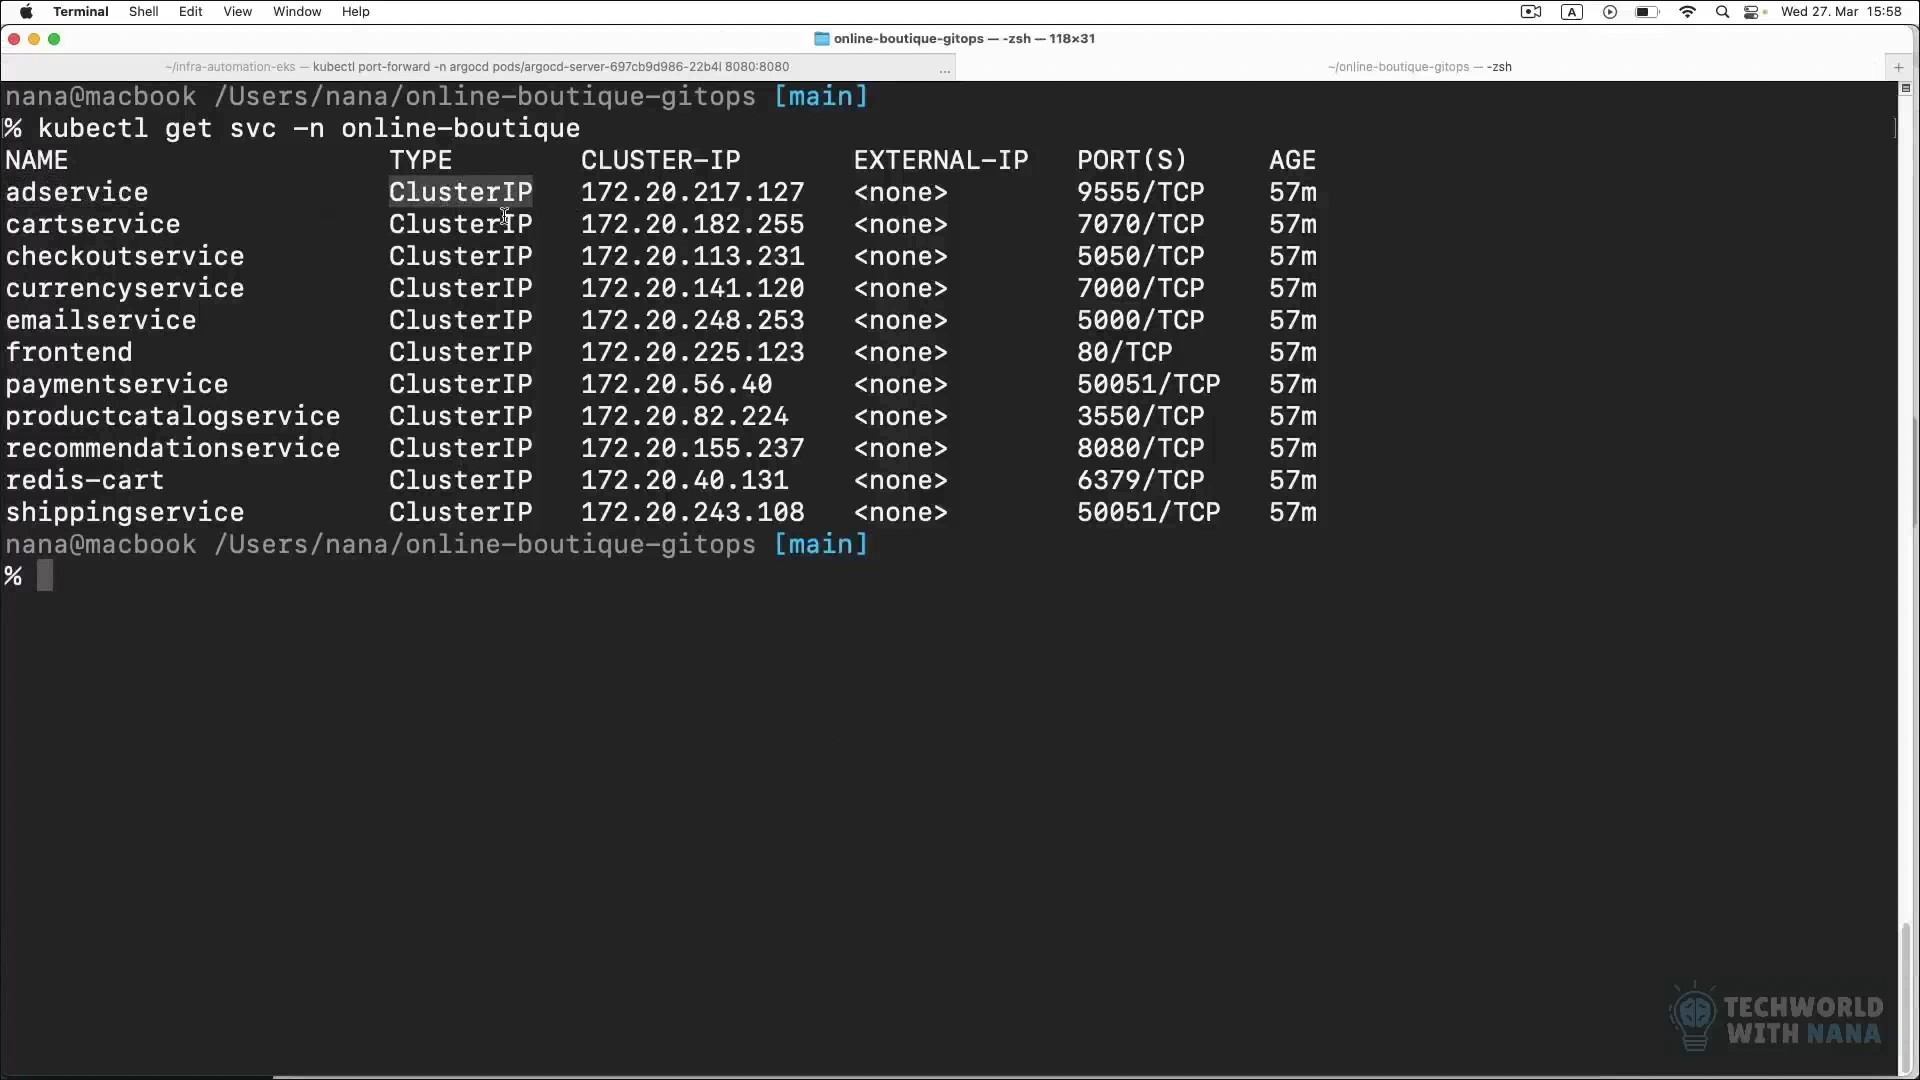 Terminal Shell Edit View Window Help A Wed 27. Mar 15:58
online-boutique-gitops — -zsh — 118×31
~/infra-automation-eks — kubectl port-forward -n argocd pods/argocd-server-697cb9d986-22b4l 8080:8080 ... ~/online-boutique-gitops — -zsh +
nana@macbook /Users/nana/online-boutique-gitops [main]
% kubectl get svc -n online-boutique
NAME TYPE CLUSTER-IP EXTERNAL-IP PORT(S) AGE
adservice ClusterIP 172.20.217.127 <none> 9555/TCP 57m
cartservice ClusterIP 172.20.182.255 <none> 7070/TCP 57m
checkoutservice ClusterIP 172.20.113.231 <none> 5050/TCP 57m
currencyservice ClusterIP 172.20.141.120 <none> 7000/TCP 57m
emailservice ClusterIP 172.20.248.253 <none> 5000/TCP 57m
frontend ClusterIP 172.20.225.123 <none> 80/TCP 57m
paymentservice ClusterIP 172.20.56.40 <none> 50051/TCP 57m
productcatalogservice ClusterIP 172.20.82.224 <none> 3550/TCP 57m
recommendationservice ClusterIP 172.20.155.237 <none> 8080/TCP 57m
redis-cart ClusterIP 172.20.40.131 <none> 6379/TCP 57m
shippingservice ClusterIP 172.20.243.108 <none> 50051/TCP 57m
nana@macbook /Users/nana/online-boutique-gitops [main]
%
TECHWORLD
WITH NANA